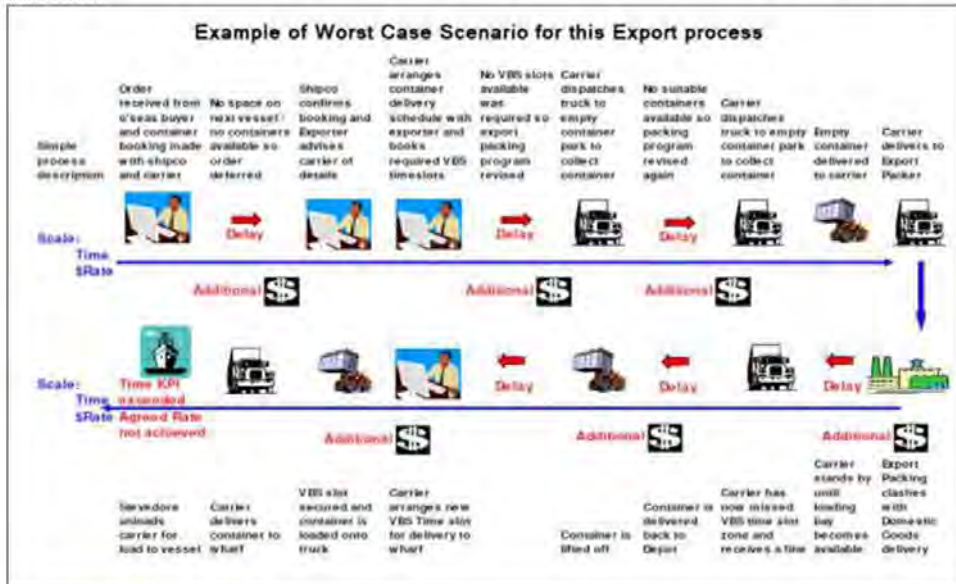 Example of Worst Case Scenario for this Export process
Simple
process
description
Order
received from
o'seas buyer
and container
booking made
with shipco
and carrier
No space on
next vessel/
no containers
available so
order
deferred
Shipco
confirms
booking and
Exporter
advises
carrier of
details
Carrier
arranges
container
delivery
schedule with
exporter and
books
required VBS
timeslots
No VBS slots
available
was
required so
export
packing
program
revised
Carrier
dispatches
truck to
empty
container
park to
collect
container
No suitable
containers
available so
packing
program
revised
again
Carrier
dispatches
truck to empty
container park
to collect
container
Empty
container
delivered
to carrier
Carrier
delivers to
Export
Packer
Delay
Delay
Delay
Scale:
Time
$Rate
Additional $
Additional $
Additional $
Scale:
Time
$Rate
Time KPI
exceeded
Agreed Rate
not achieved
Delay
Delay
Delay
Additional $
Additional $
Additional $
Stevedore
unloads
carrier for
load to vessel
Carrier
delivers
container to
wharf
VBS slot
secured and
container is
loaded onto
truck
Carrier
arranges new
VBS Time slot
for delivery to
wharf
Container is
lifted off
Container is
delivered
back to
Depot
Carrier has
now missed
VBS time slot
zone and
receives a fine
Carrier
stands by
until
loading
bay
becomes
available
Export
Packing
clashes
with
Domestic
Goods
delivery